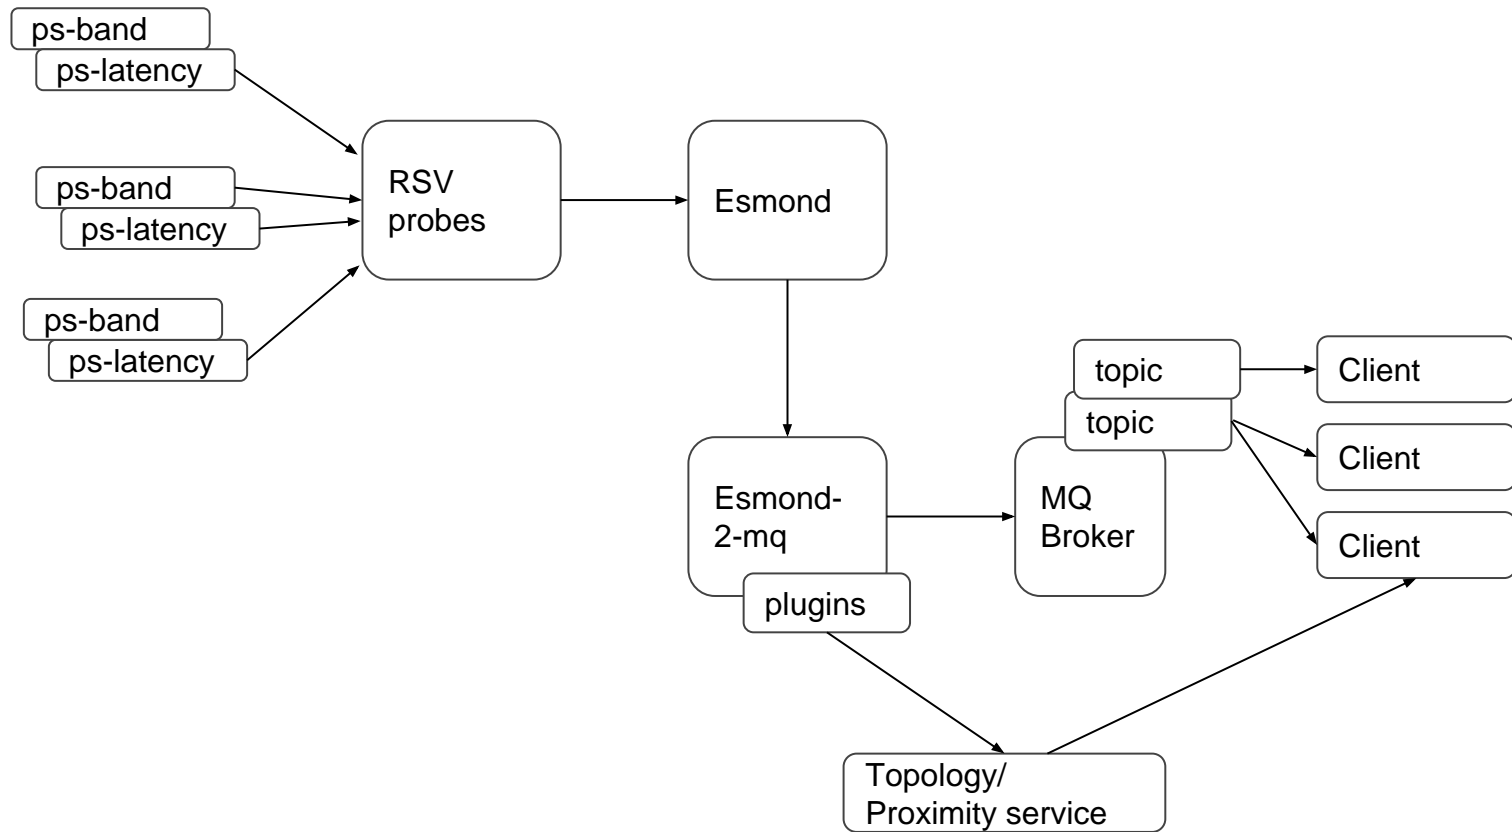 ps-band
ps-latency
ps-band
ps-latency
ps-band
ps-latency
RSV
probes
Esmond
topic
topic
Client
Client
Client
Esmond-
2-mq
plugins
MQ
Broker
Topology/
Proximity service